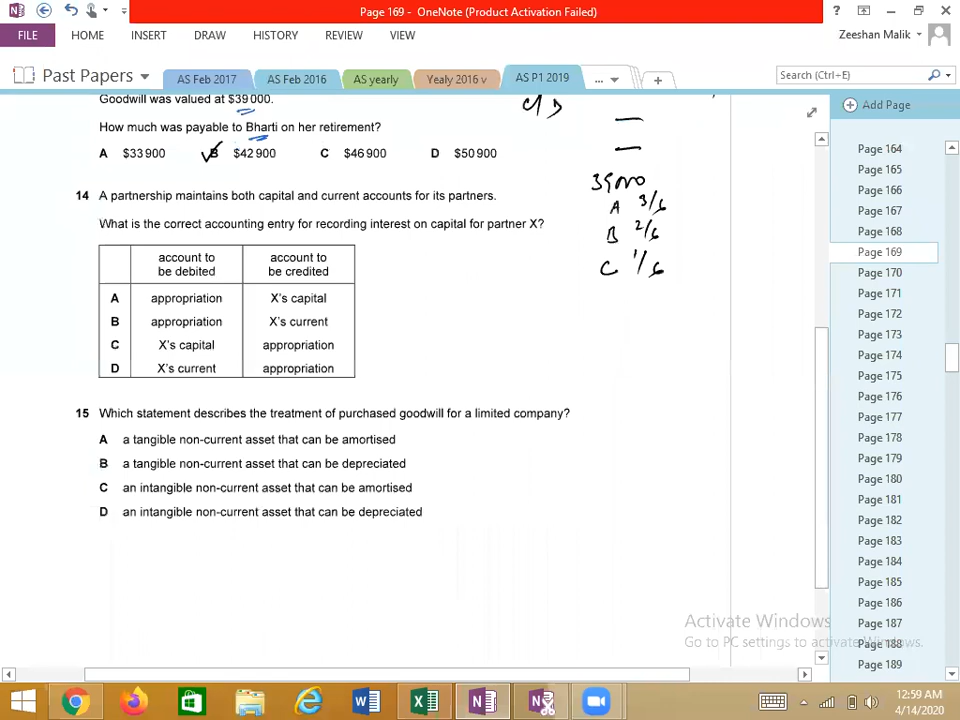 Page 169 - OneNote (Product Activation Failed)
FILE HOME INSERT DRAW HISTORY REVIEW VIEW Zeeshan Malik
Past Papers AS Feb 2017 AS Feb 2016 AS yearly Yealy 2016 v AS P1 2019 ... + Search (Ctrl+E)
Add Page
Page 164
Page 165
Page 166
Page 167
Page 168
Page 169
Page 170
Page 171
Page 172
Page 173
Page 174
Page 175
Page 176
Page 177
Page 178
Page 179
Page 180
Page 181
Page 182
Page 183
Page 184
Page 185
Page 186
Page 187
Page 188
Page 189
Goodwill was valued at $39 000.
How much was payable to Bharti on her retirement?
A $33 900 B $42 900 C $46 900 D $50 900
C/D
39000
A 3/6
B 2/6
C 1/6
14 A partnership maintains both capital and current accounts for its partners.
What is the correct accounting entry for recording interest on capital for partner X?
account to be debited account to be credited
A appropriation X's capital
B appropriation X's current
C X's capital appropriation
D X's current appropriation
15 Which statement describes the treatment of purchased goodwill for a limited company?
A a tangible non-current asset that can be amortised
B a tangible non-current asset that can be depreciated
C an intangible non-current asset that can be amortised
D an intangible non-current asset that can be depreciated
Activate Windows
Go to PC settings to activate Windows.
12:59 AM
4/14/2020